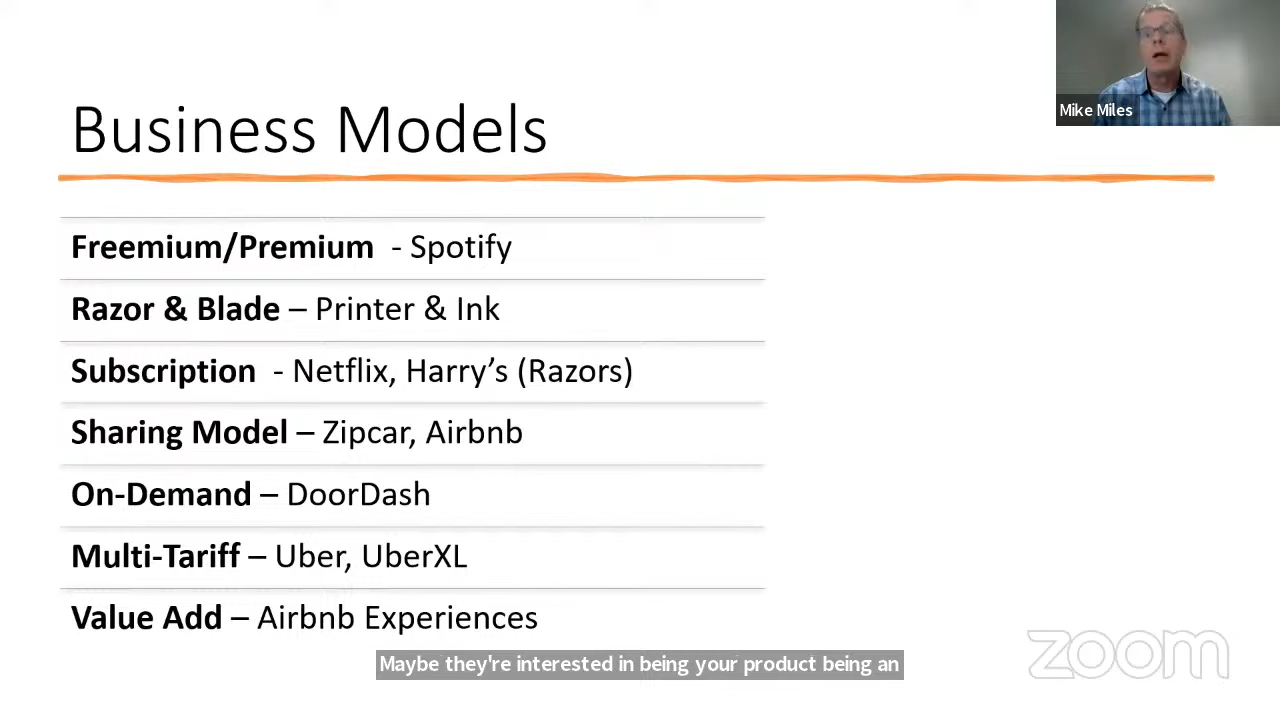 Mike Miles
Business Models
Freemium/Premium - Spotify
Razor & Blade – Printer & Ink
Subscription - Netflix, Harry’s (Razors)
Sharing Model – Zipcar, Airbnb
On-Demand – DoorDash
Multi-Tariff – Uber, UberXL
Value Add – Airbnb Experiences
Maybe they're interested in being your product being an
zoom